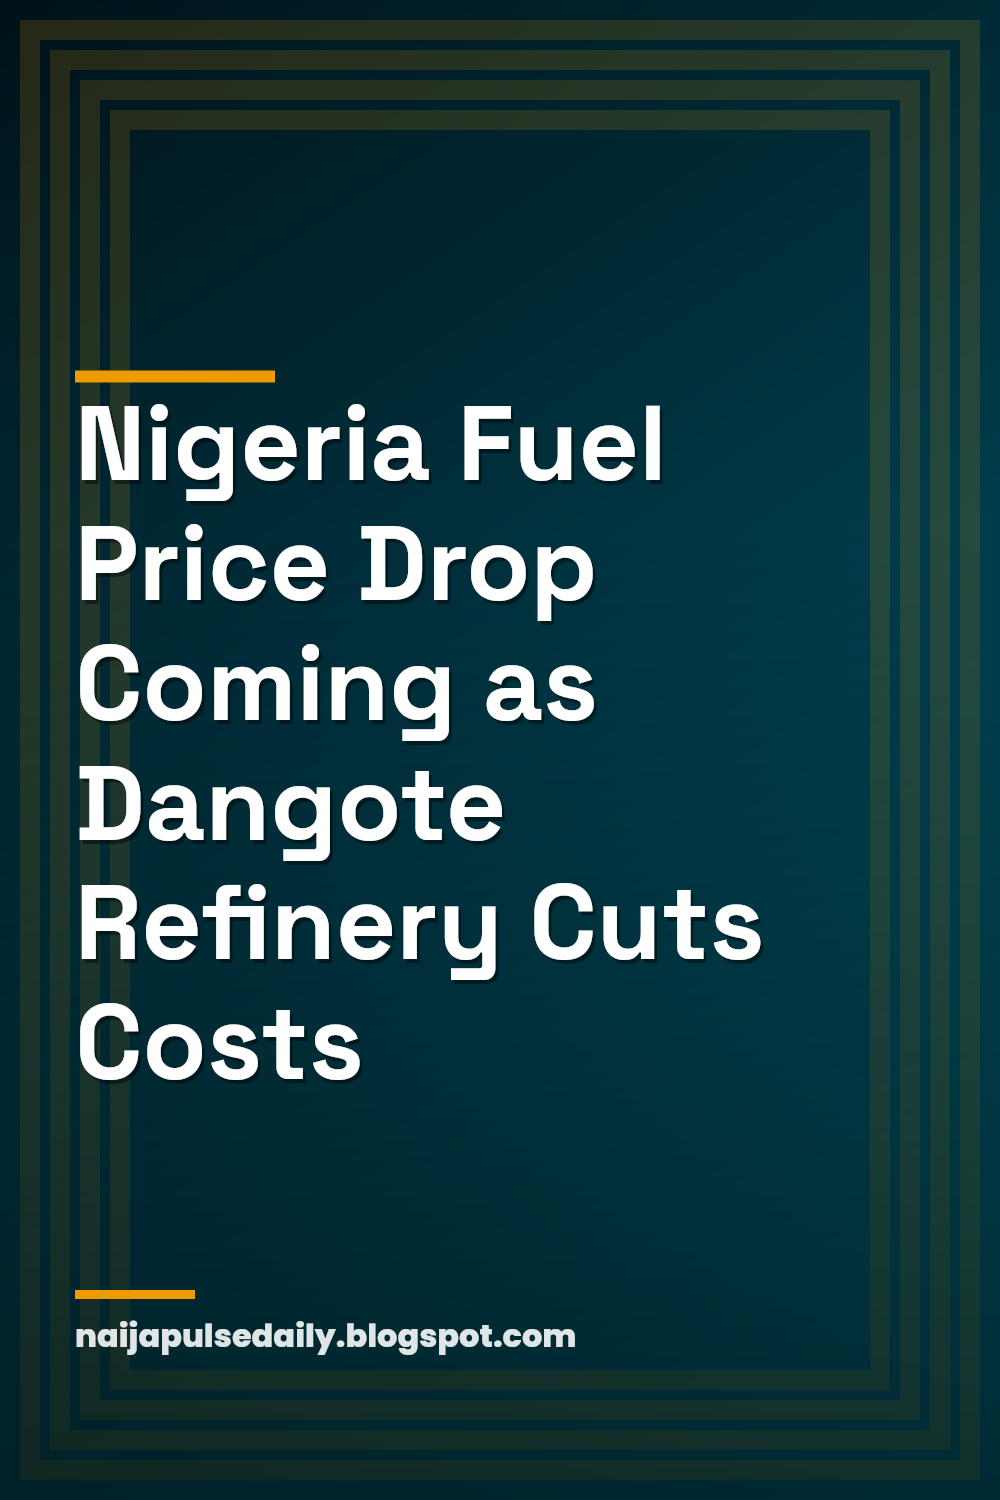 Nigeria Fuel
Price Drop
Coming as
Dangote
Refinery Cuts
Costs
naijapulsedaily.blogspot.com